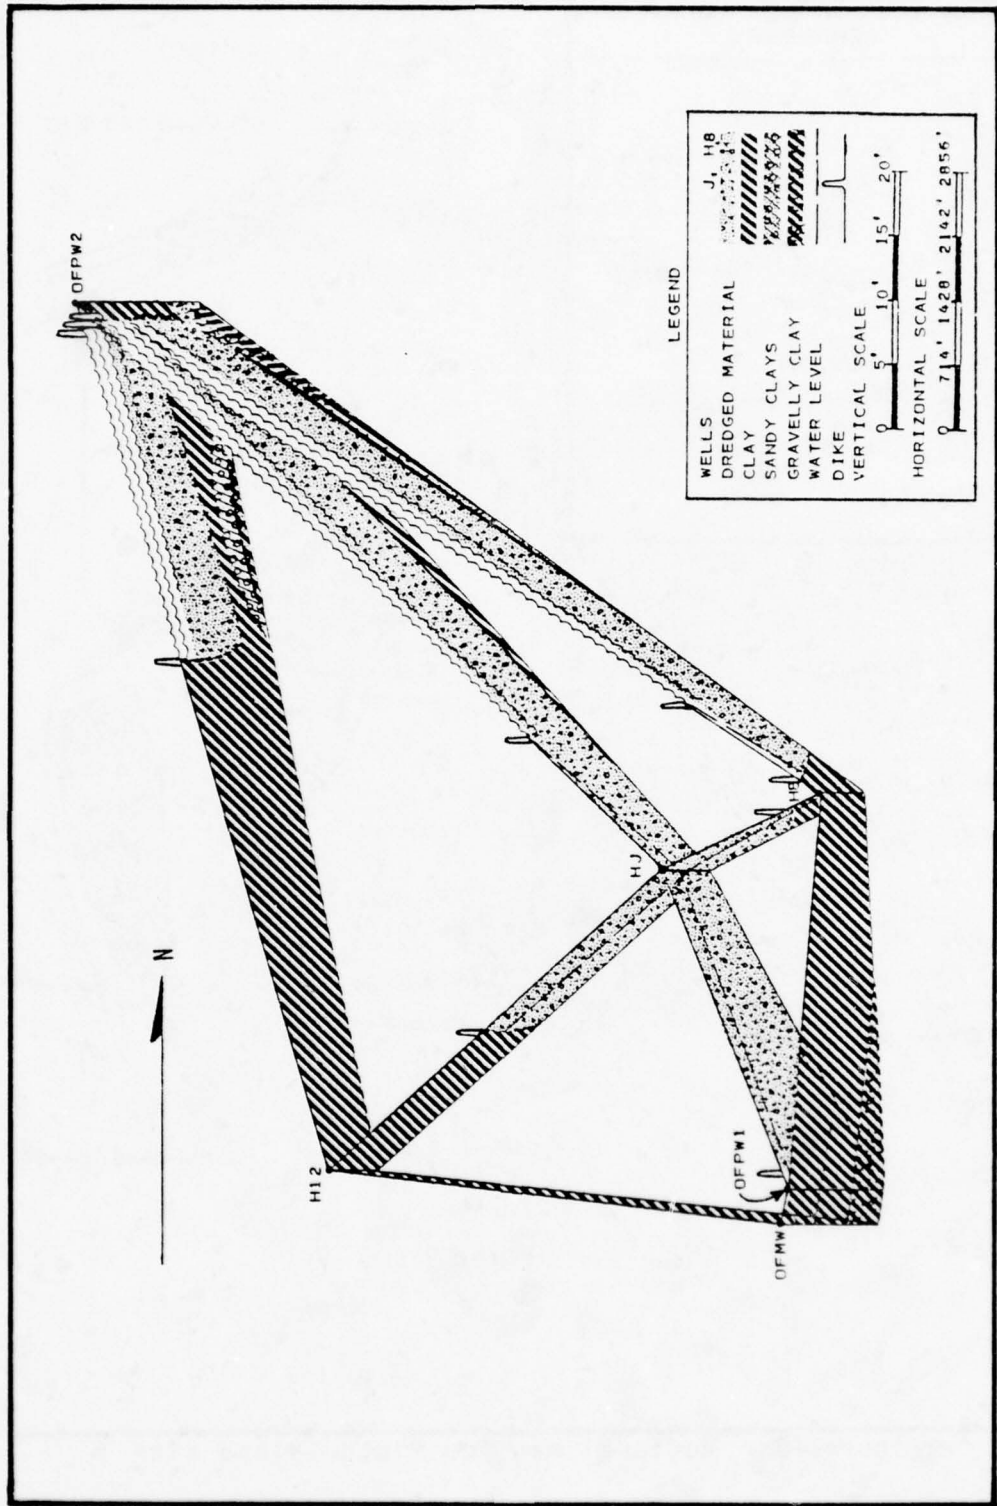 OFPW2
N
H12
HJ
OFPW1
OFMW
LEGEND
WELLS J, H8
DREDGED MATERIAL
CLAY
SANDY CLAYS
GRAVELLY CLAY
WATER LEVEL
DIKE
VERTICAL SCALE
0 5' 10' 15' 20'
HORIZONTAL SCALE
0 714' 1428' 2142' 2856'